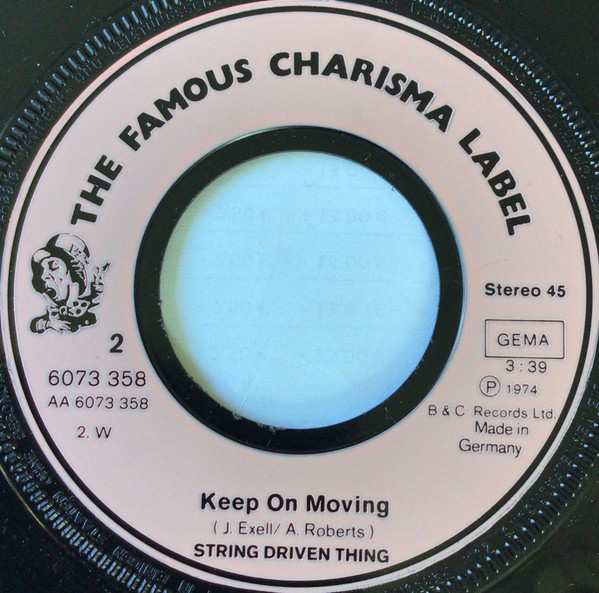 THE FAMOUS CHARISMA LABEL
Stereo 45
GEMA
3:39
Ⓟ 1974
B & C Records Ltd.
Made in
Germany
2
6073 358
AA 6073 358
2. W
Keep On Moving
( J. Exell/ A. Roberts )
STRING DRIVEN THING